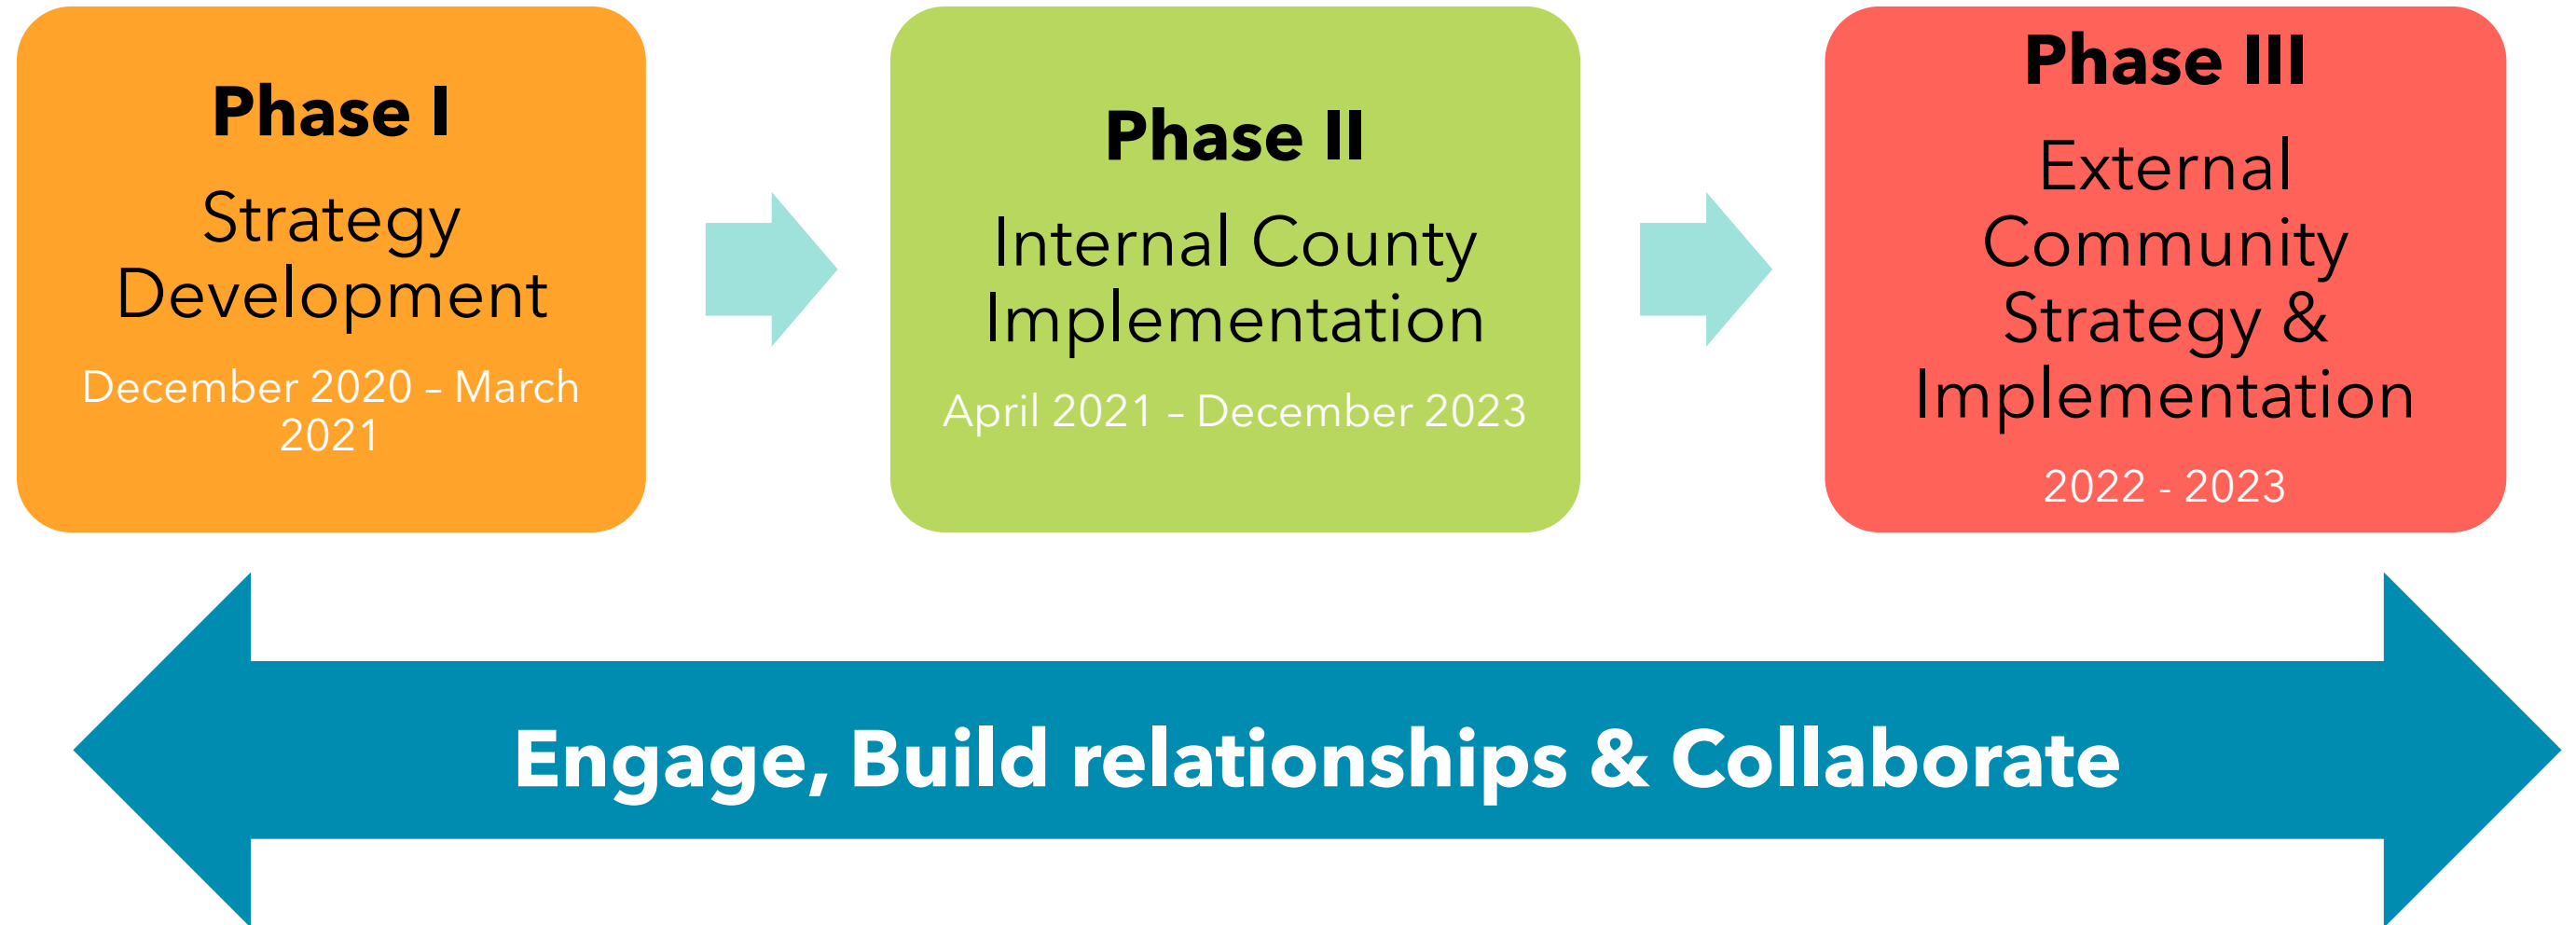 Phase I
Strategy
Development
December 2020 – March
2021
Phase II
Internal County
Implementation
April 2021 – December 2023
Phase III
External
Community
Strategy &
Implementation
2022 - 2023
Engage, Build relationships & Collaborate